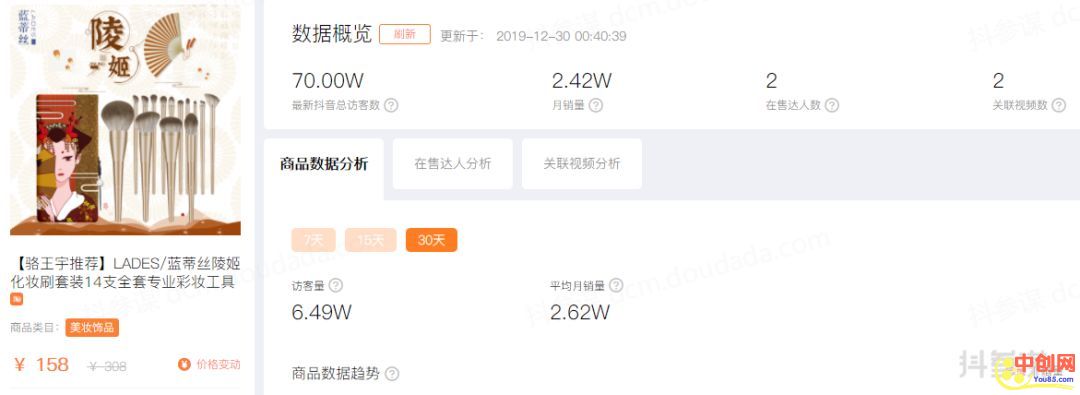 蓝蒂丝
LADES
陵姬
【骆王宇推荐】LADES/蓝蒂丝陵姬
化妆刷套装14支全套专业彩妆工具
商品类目: 美妆饰品
¥ 158 ¥ 308 价格变动
数据概览 刷新 更新于: 2019-12-30 00:40:39
70.00W 2.42W 2 2
最新抖音总访客数 ? 月销量 ? 在售达人数 ? 关联视频数 ?
商品数据分析 在售达人分析 关联视频分析
7天 15天 30天
访客量 ? 平均月销量 ?
6.49W 2.62W
商品数据趋势 ?
抖参谋 dcm.doudada.com
中创网
You85.com